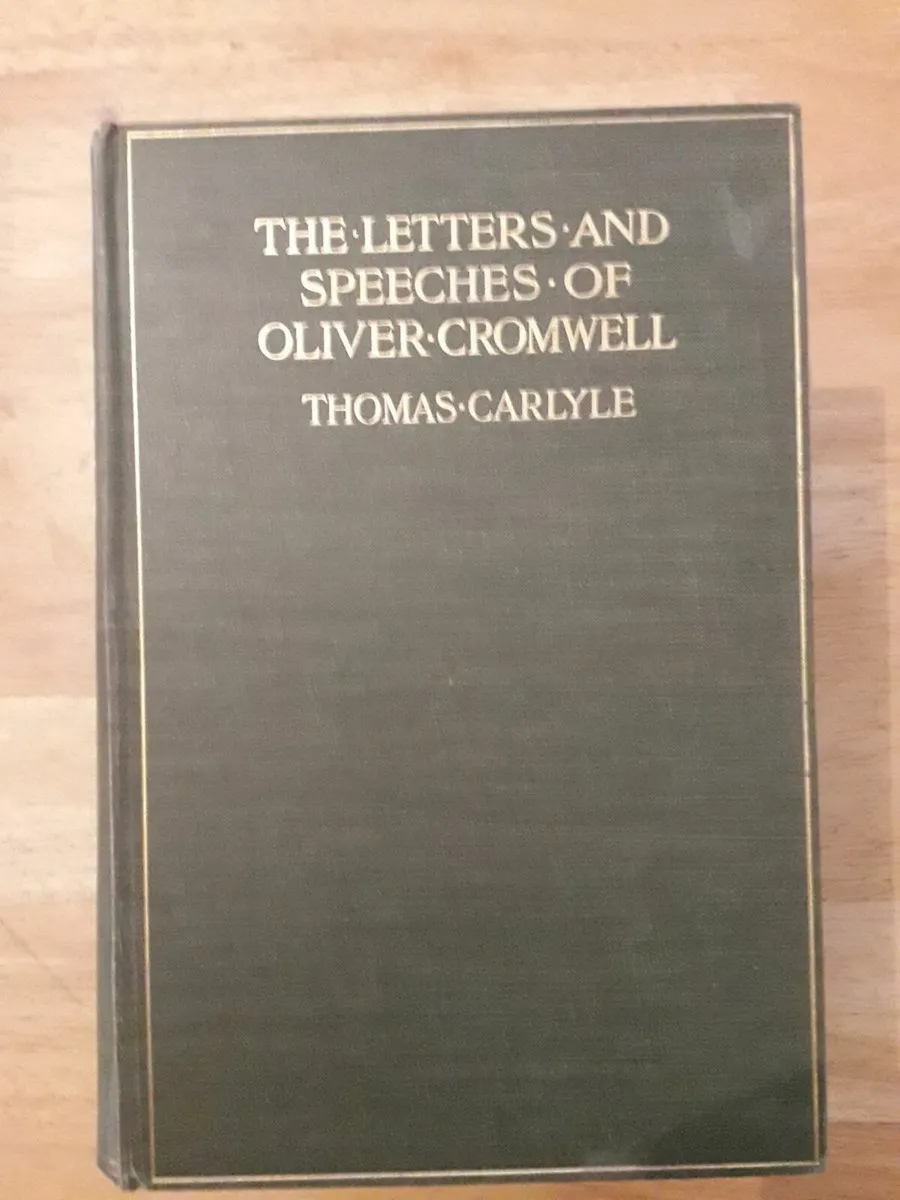 THE·LETTERS·AND
SPEECHES·OF
OLIVER·CROMWELL
THOMAS·CARLYLE